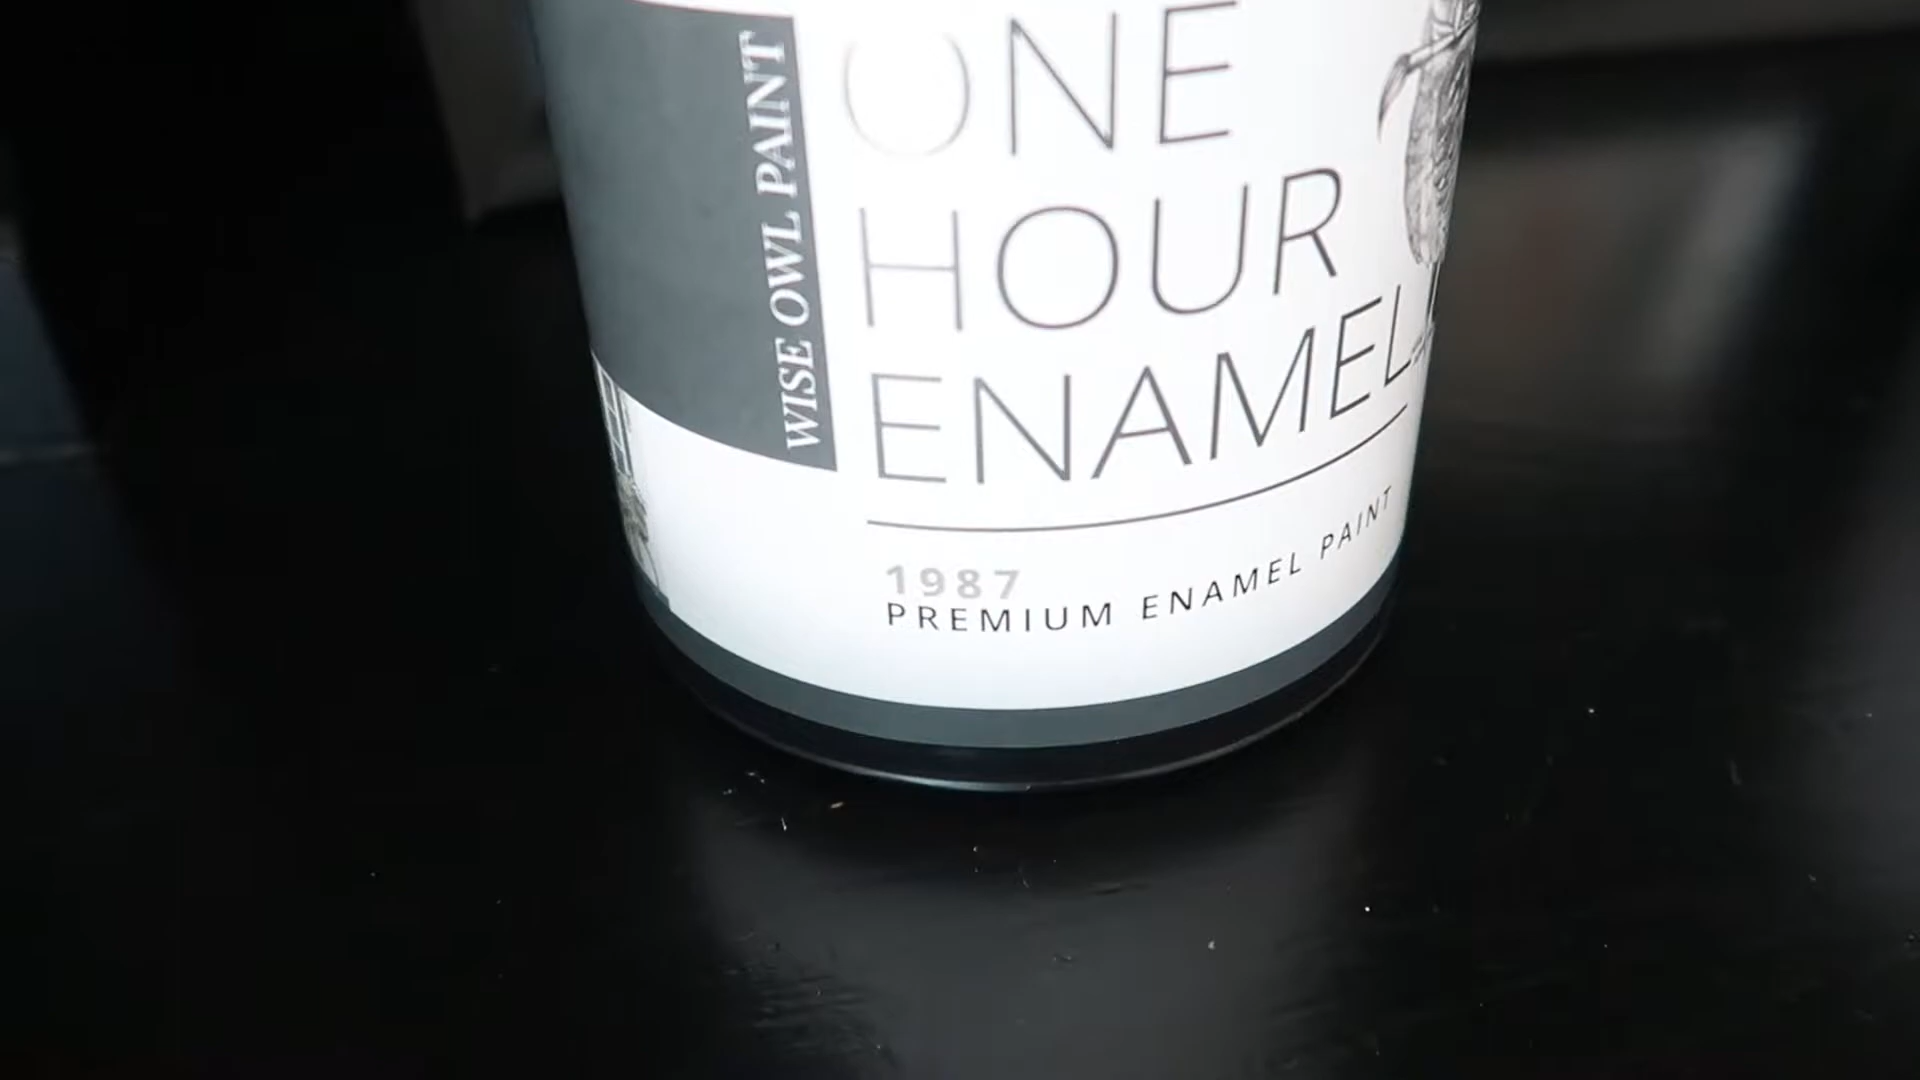 WISE OWL PAINT
ONE
HOUR
ENAMEL
1987
PREMIUM ENAMEL PAINT